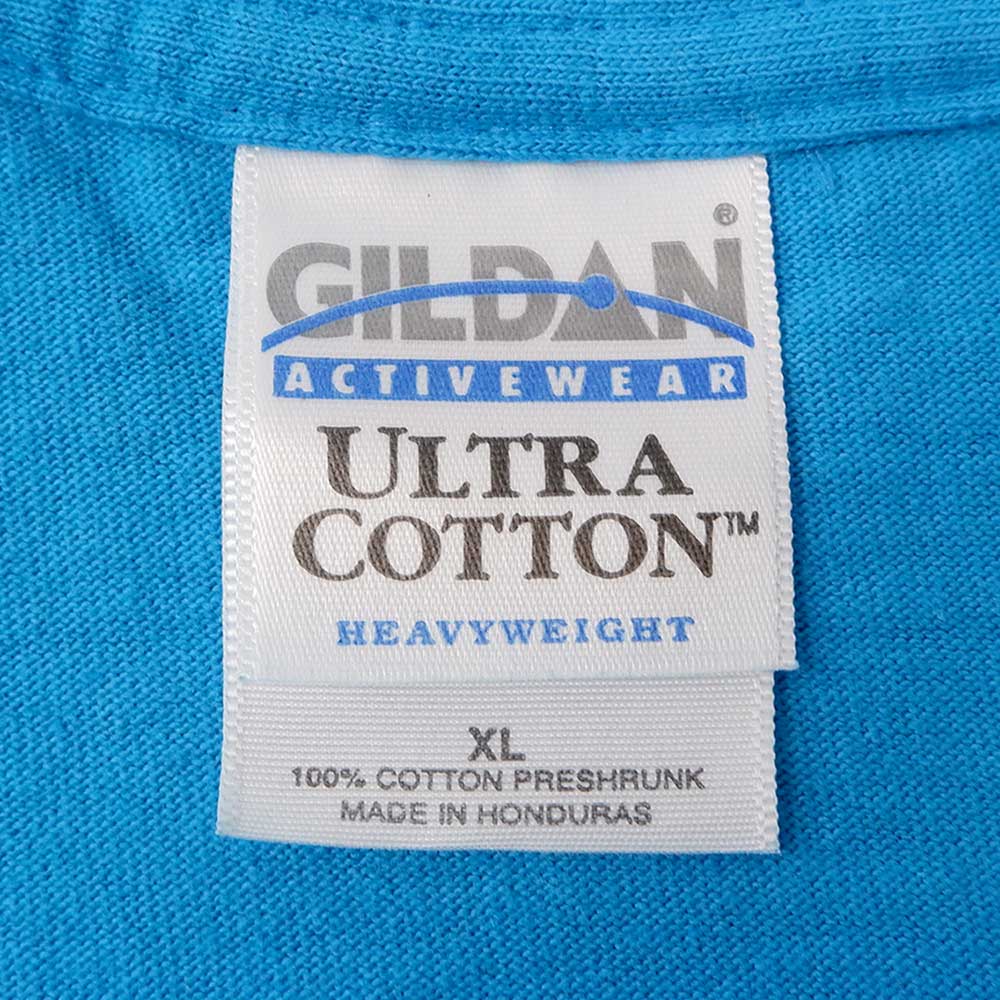 GILDAN®
ACTIVEWEAR
ULTRA
COTTON™
HEAVYWEIGHT
XL
100% COTTON PRESHRUNK
MADE IN HONDURAS